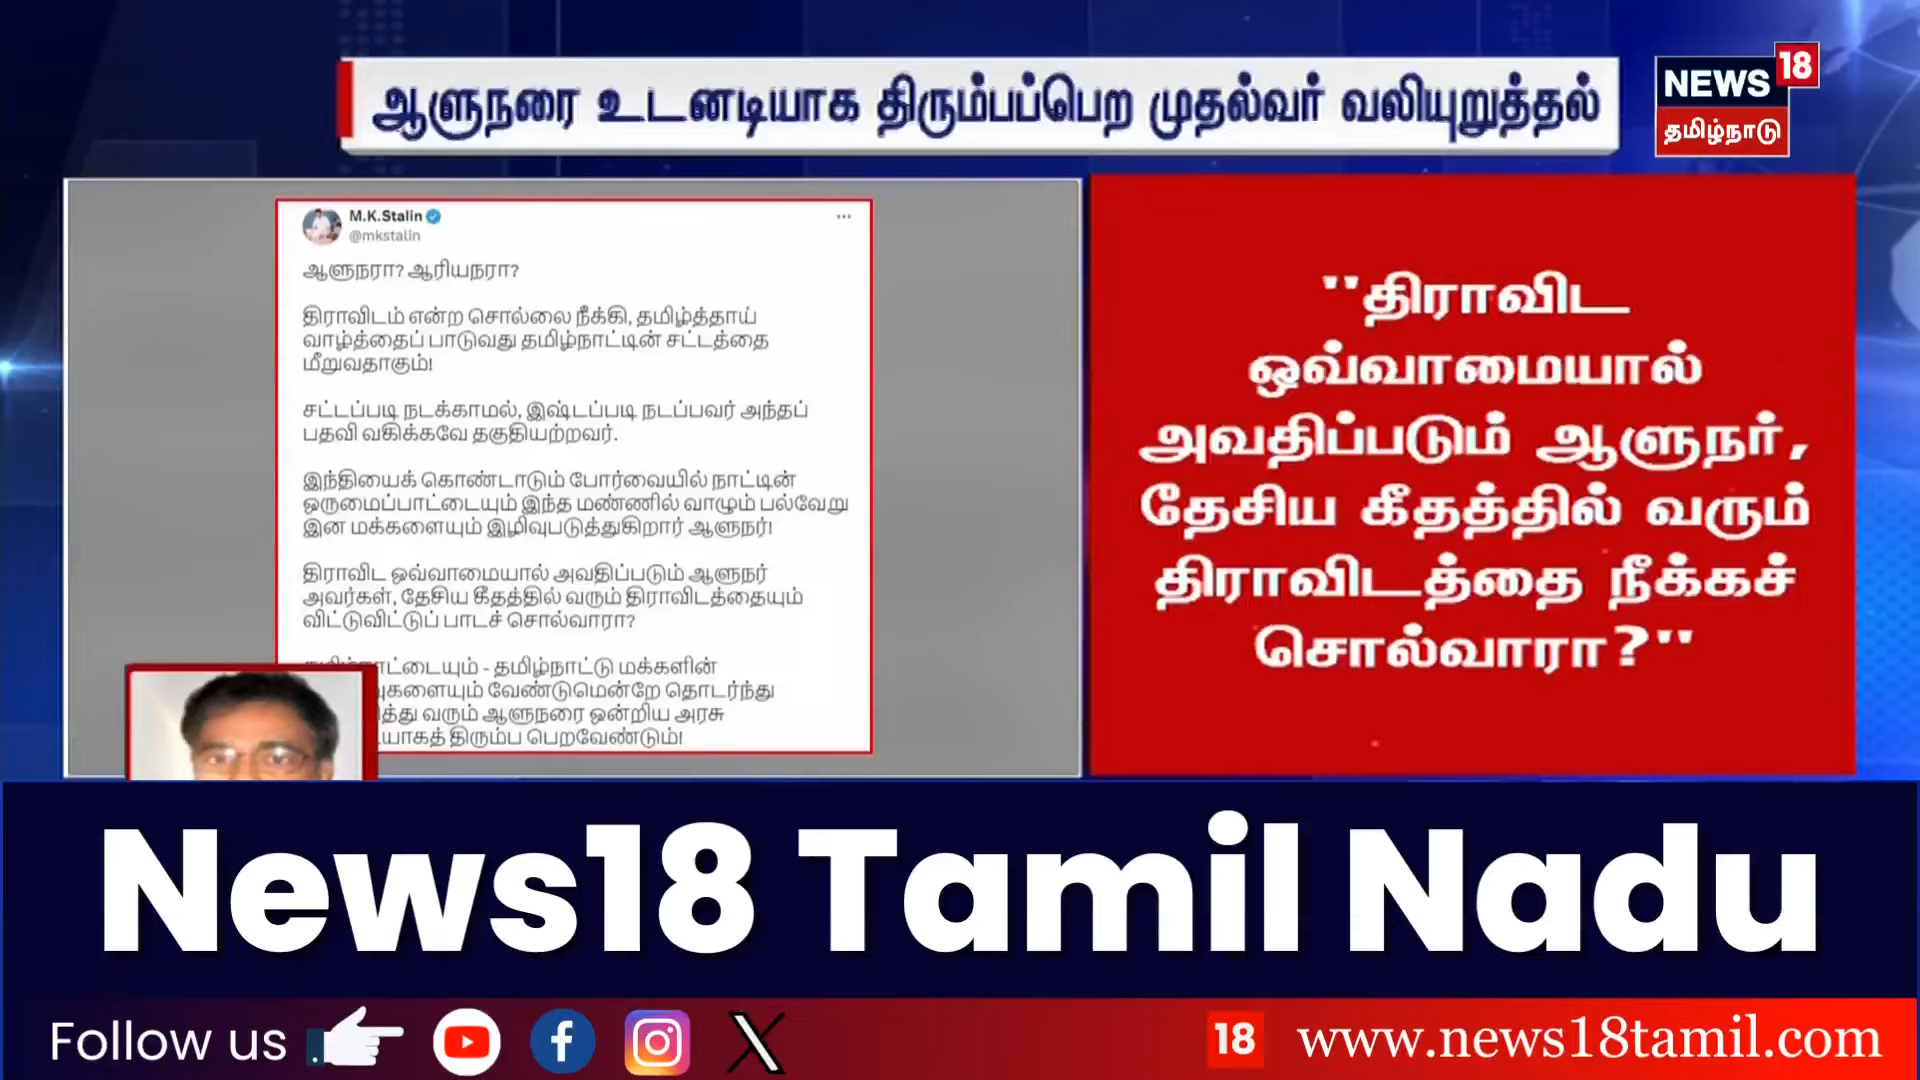 ஆளுநரை உடனடியாக திரும்பப்பெற முதல்வர் வலியுறுத்தல்
NEWS 18
தமிழ்நாடு
M.K.Stalin
@mkstalin
ஆளுநரா? ஆரியநரா?
திராவிடம் என்ற சொல்லை நீக்கி, தமிழ்த்தாய்
வாழ்த்தைப் பாடுவது தமிழ்நாட்டின் சட்டத்தை
மீறுவதாகும்!
சட்டப்படி நடக்காமல், இஷ்டப்படி நடப்பவர் அந்தப்
பதவி வகிக்கவே தகுதியற்றவர்.
இந்தியைக் கொண்டாடும் போர்வையில் நாட்டின்
ஒருமைப்பாட்டையும் இந்த மண்ணில் வாழும் பல்வேறு
இன மக்களையும் இழிவுபடுத்துகிறார் ஆளுநர்!
திராவிட ஒவ்வாமையால் அவதிப்படும் ஆளுநர்
அவர்கள், தேசிய கீதத்தில் வரும் திராவிடத்தையும்
விட்டுவிட்டுப் பாடச் சொல்வாரா?
- தமிழ்நாட்டு மக்களின்
வேண்டுமென்றே தொடர்ந்து
வரும் ஆளுநரை ஒன்றிய அரசு
திரும்ப பெறவேண்டும்!
"திராவிட
ஒவ்வாமையால்
அவதிப்படும் ஆளுநர்,
தேசிய கீதத்தில் வரும்
திராவிடத்தை நீக்கச்
சொல்வாரா?"
News18 Tamil Nadu
Follow us
18 www.news18tamil.com